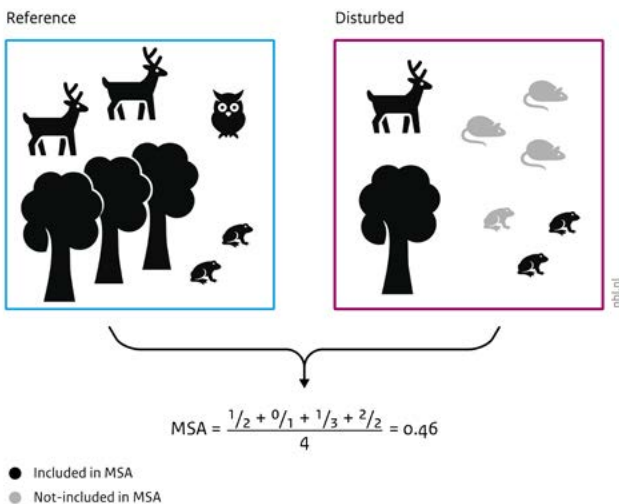 Reference
Disturbed
pbl.nl
MSA = 1/2 + 0/1 + 1/3 + 2/2 / 4 = 0.46
Included in MSA
Not-included in MSA